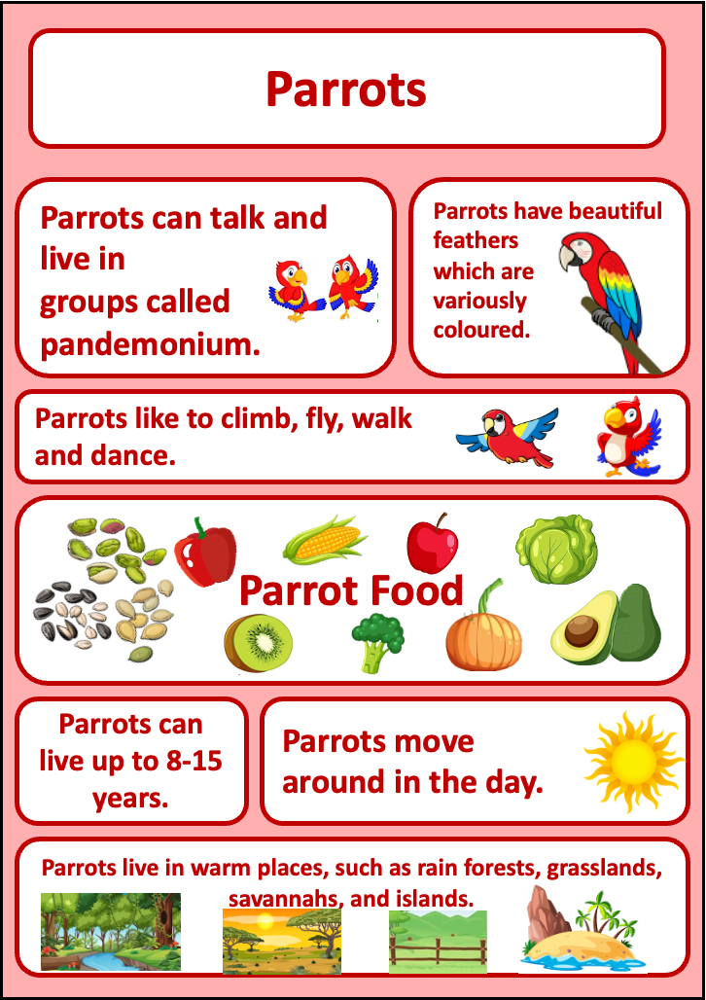 Parrots
Parrots can talk and
live in
groups called
pandemonium.
Parrots have beautiful
feathers
which are
variously
coloured.
Parrots like to climb, fly, walk
and dance.
Parrot Food
Parrots can
live up to 8-15
years.
Parrots move
around in the day.
Parrots live in warm places, such as rain forests, grasslands,
savannahs, and islands.